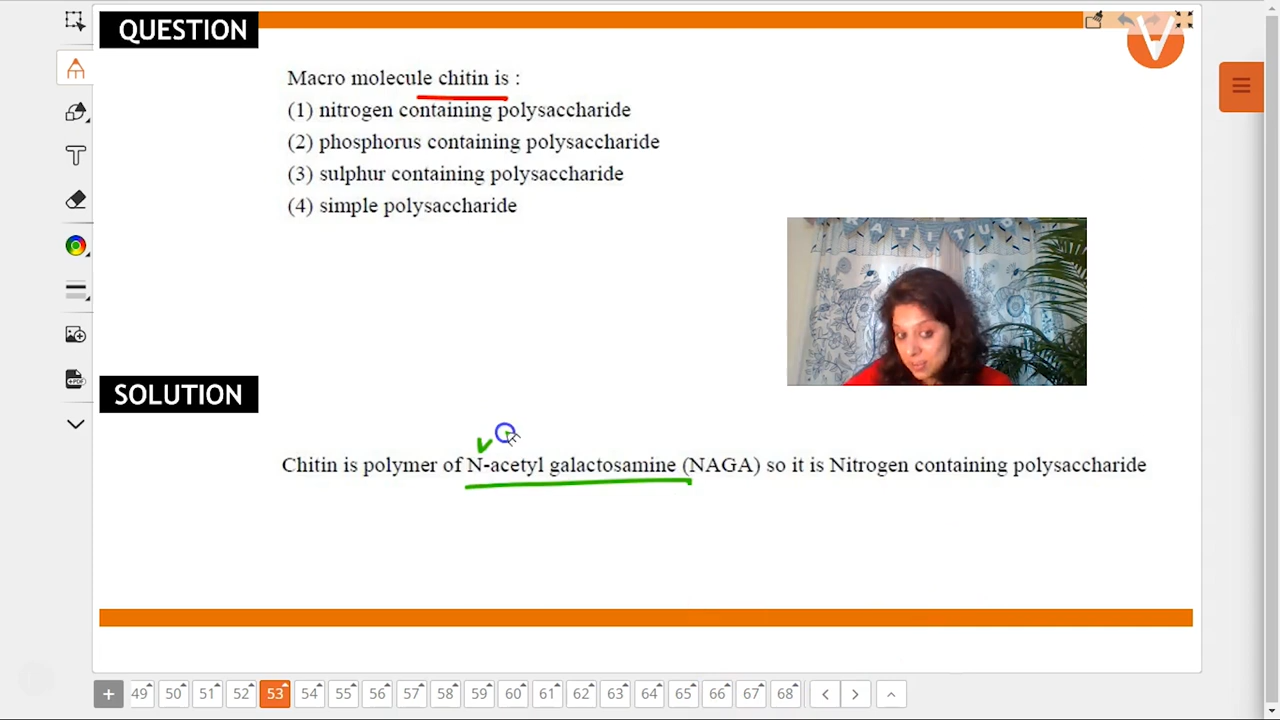 QUESTION
Macro molecule chitin is :
(1) nitrogen containing polysaccharide
(2) phosphorus containing polysaccharide
(3) sulphur containing polysaccharide
(4) simple polysaccharide
RATITUDE
SOLUTION
Chitin is polymer of N-acetyl galactosamine (NAGA) so it is Nitrogen containing polysaccharide
+PDF
49 50 51 52 53 54 55 56 57 58 59 60 61 62 63 64 65 66 67 68